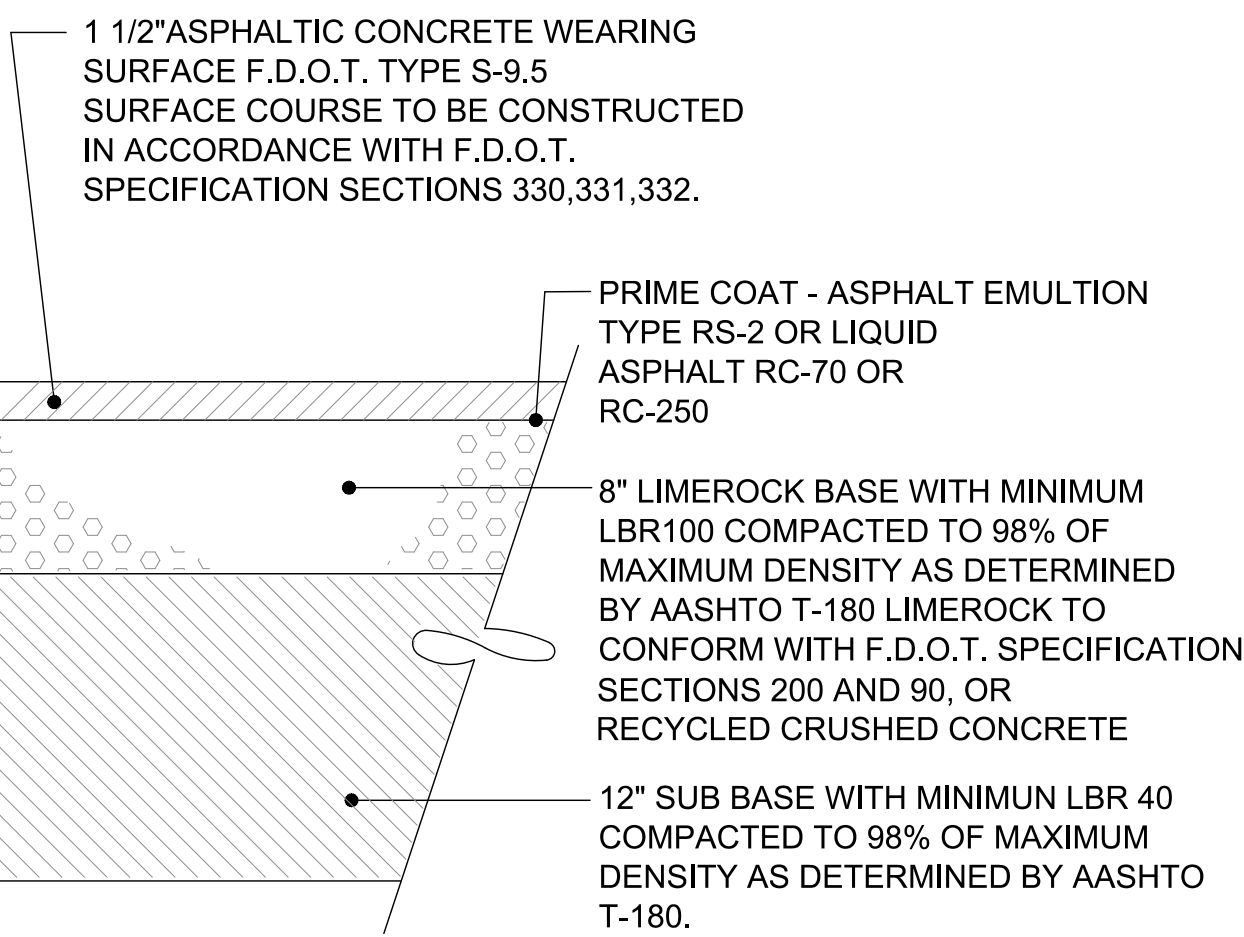 1 1/2"ASPHALTIC CONCRETE WEARING
SURFACE F.D.O.T. TYPE S-9.5
SURFACE COURSE TO BE CONSTRUCTED
IN ACCORDANCE WITH F.D.O.T.
SPECIFICATION SECTIONS 330,331,332.
PRIME COAT - ASPHALT EMULTION
TYPE RS-2 OR LIQUID
ASPHALT RC-70 OR
RC-250
8" LIMEROCK BASE WITH MINIMUM
LBR100 COMPACTED TO 98% OF
MAXIMUM DENSITY AS DETERMINED
BY AASHTO T-180 LIMEROCK TO
CONFORM WITH F.D.O.T. SPECIFICATION
SECTIONS 200 AND 90, OR
RECYCLED CRUSHED CONCRETE
12" SUB BASE WITH MINIMUN LBR 40
COMPACTED TO 98% OF MAXIMUM
DENSITY AS DETERMINED BY AASHTO
T-180.